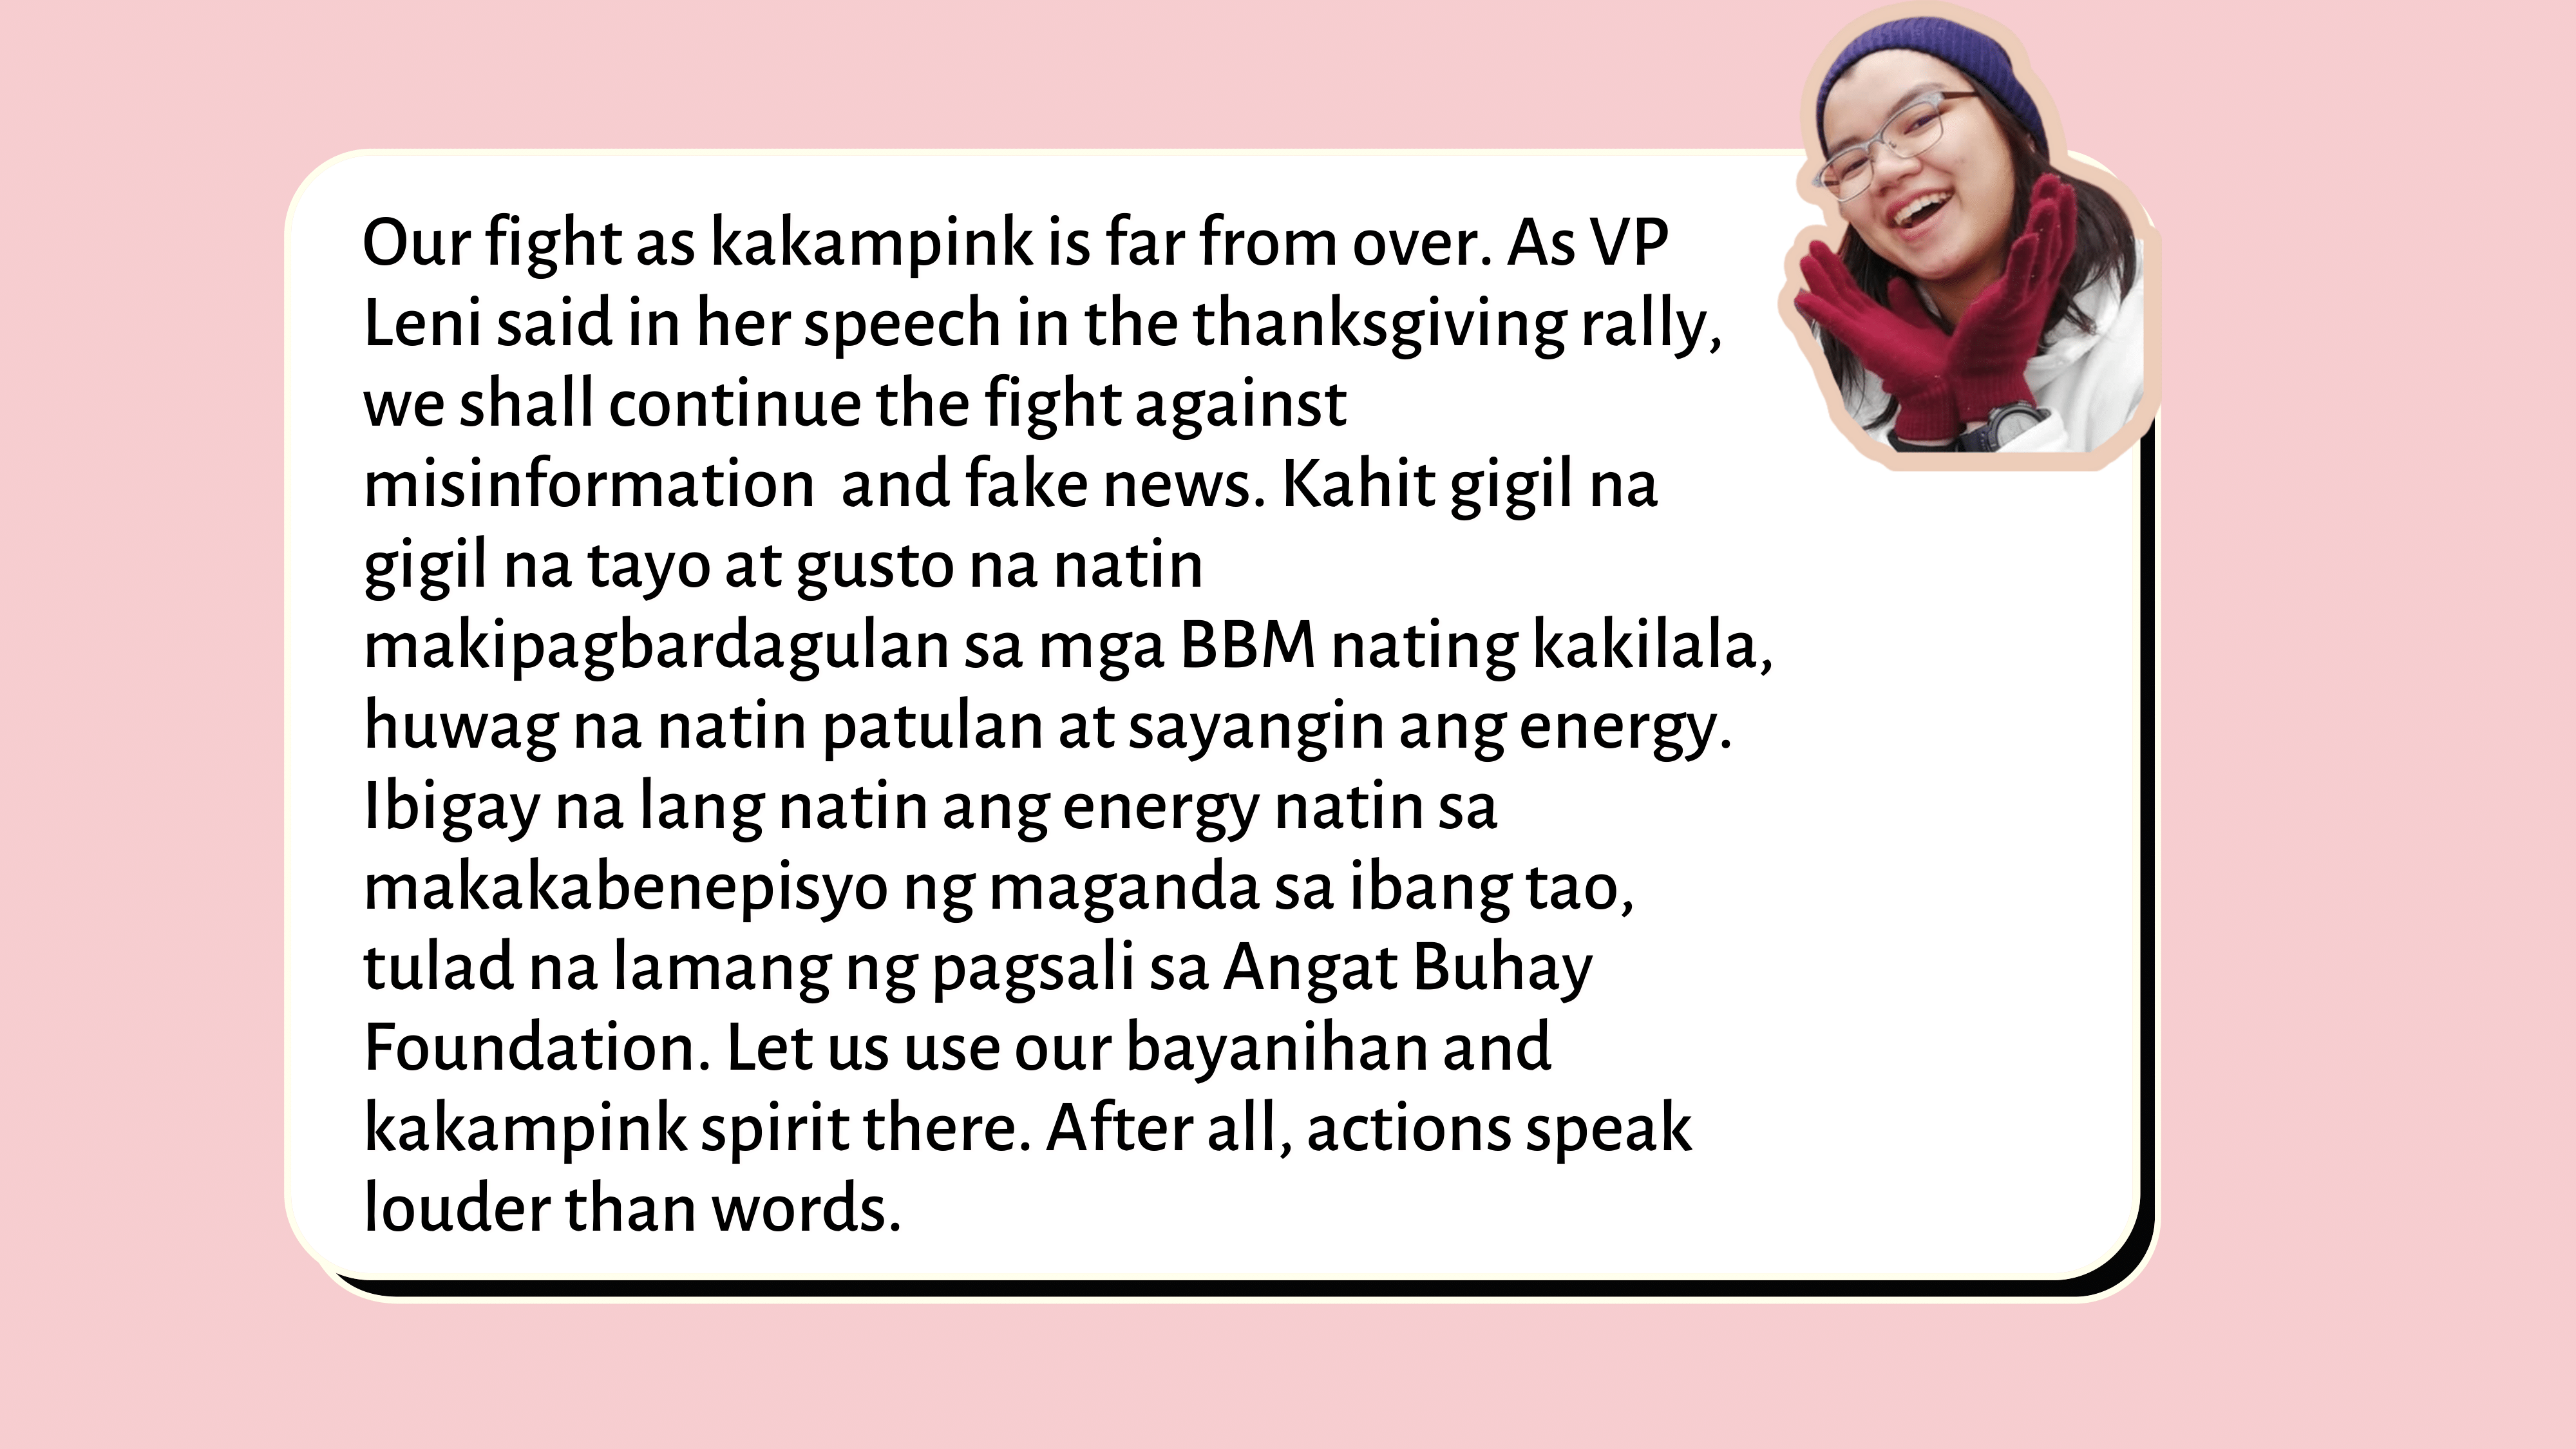 Our fight as kakampink is far from over. As VP
Leni said in her speech in the thanksgiving rally,
we shall continue the fight against
misinformation  and fake news. Kahit gigil na
gigil na tayo at gusto na natin
makipagbardagulan sa mga BBM nating kakilala,
huwag na natin patulan at sayangin ang energy.
Ibigay na lang natin ang energy natin sa
makakabenepisyo ng maganda sa ibang tao,
tulad na lamang ng pagsali sa Angat Buhay
Foundation. Let us use our bayanihan and
kakampink spirit there. After all, actions speak
louder than words.